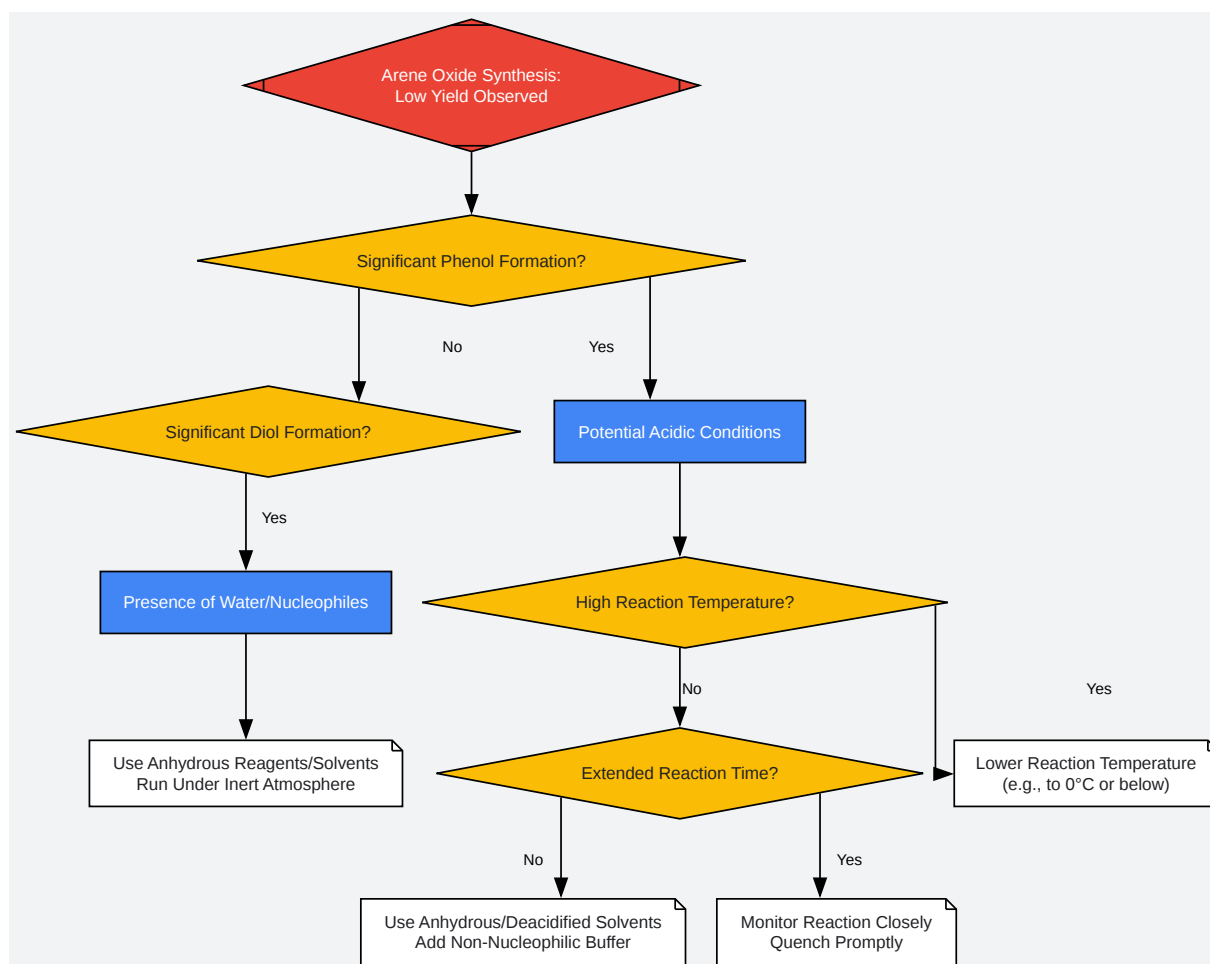 Arene Oxide Synthesis:
Low Yield Observed
Significant Phenol Formation?
No
Yes
Significant Diol Formation?
Potential Acidic Conditions
Yes
Presence of Water/Nucleophiles
High Reaction Temperature?
No
Yes
Use Anhydrous Reagents/Solvents
Run Under Inert Atmosphere
Extended Reaction Time?
Lower Reaction Temperature
(e.g., to 0°C or below)
No
Yes
Use Anhydrous/Deacidified Solvents
Add Non-Nucleophilic Buffer
Monitor Reaction Closely
Quench Promptly